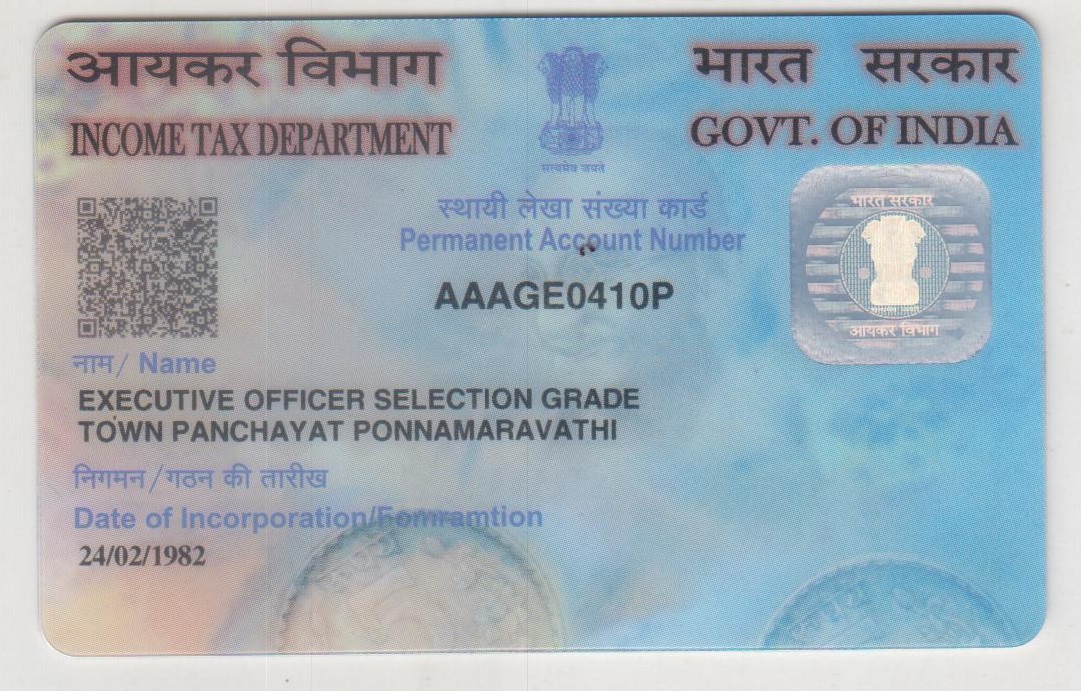 आयकर विभाग
भारत सरकार
INCOME TAX DEPARTMENT
GOVT. OF INDIA
सत्यमेव जयते
स्थायी लेखा संख्या कार्ड
Permanent Account Number
AAAGE0410P
भारत सरकार
आयकर विभाग
नाम / Name
EXECUTIVE OFFICER SELECTION GRADE
TOWN PANCHAYAT PONNAMARAVATHI
निगमन/गठन की तारीख
Date of Incorporation/Fomramtion
24/02/1982